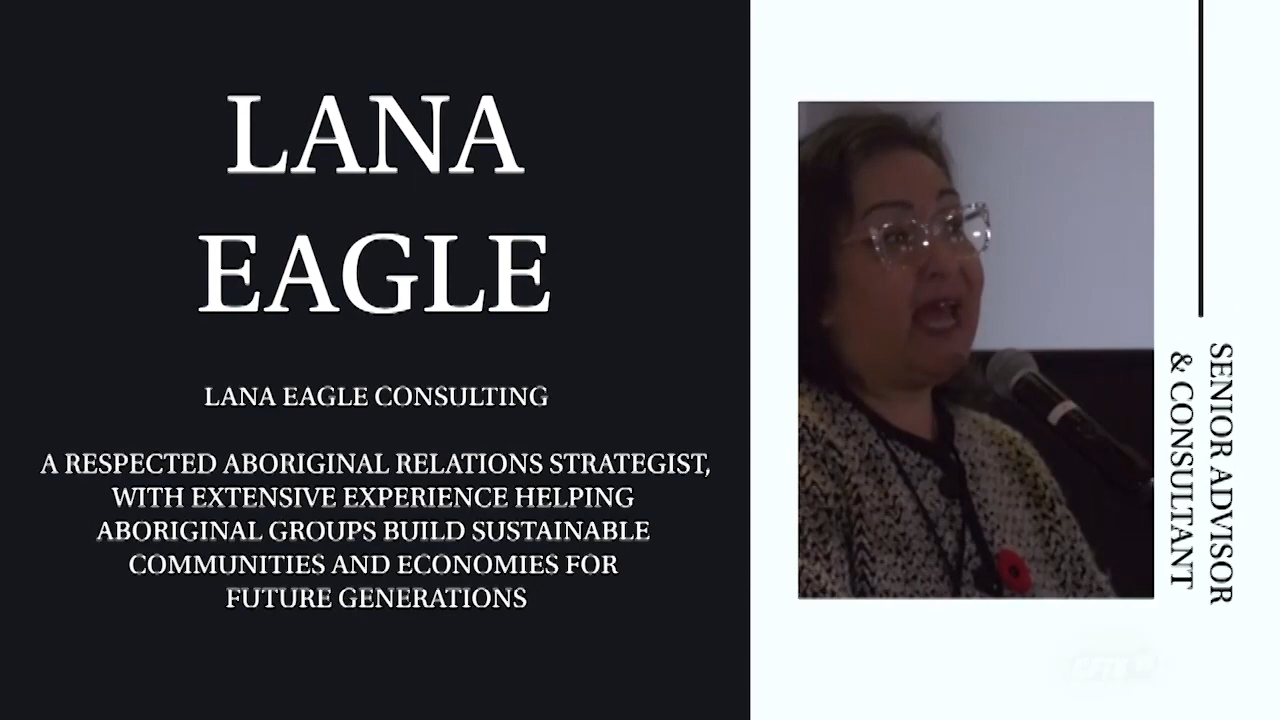 LANA
EAGLE
LANA EAGLE CONSULTING
A RESPECTED ABORIGINAL RELATIONS STRATEGIST,
WITH EXTENSIVE EXPERIENCE HELPING
ABORIGINAL GROUPS BUILD SUSTAINABLE
COMMUNITIES AND ECONOMIES FOR
FUTURE GENERATIONS
SENIOR ADVISOR
& CONSULTANT